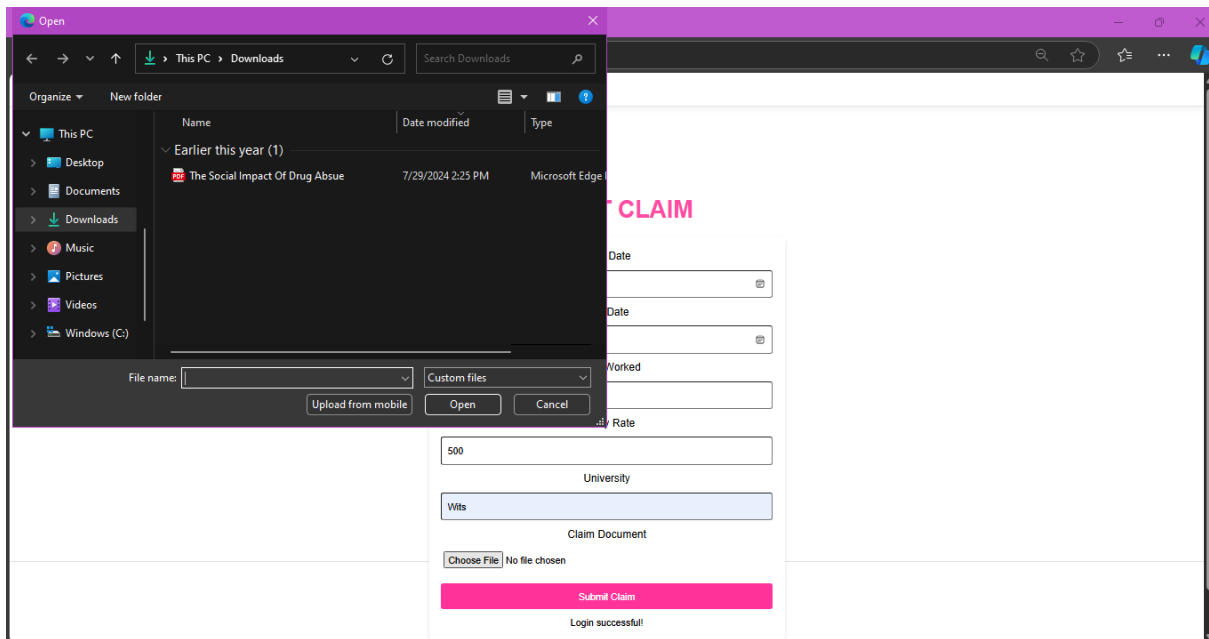 Open
This PC > Downloads
Search Downloads
Organize
New folder
Name
Date modified
Type
This PC
Earlier this year (1)
Desktop
The Social Impact Of Drug Absue
7/29/2024 2:25 PM
Microsoft Edge
Documents
Downloads
Music
Pictures
Videos
Windows (C:)
File name:
Custom files
Upload from mobile
Open
Cancel
CLAIM
Date
Date
Worked
Rate
500
University
Wits
Claim Document
Choose File No file chosen
Submit Claim
Login successful!